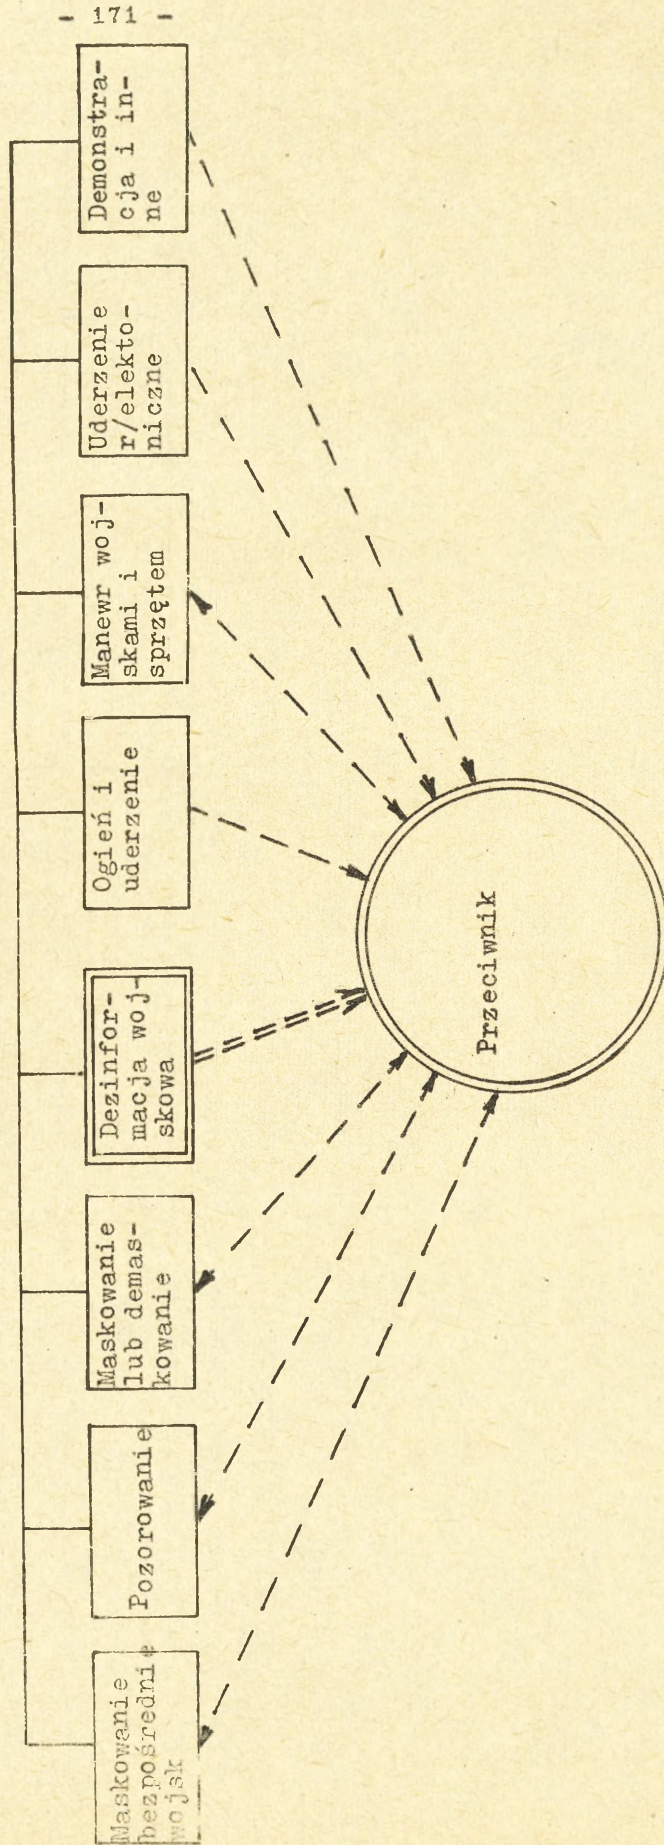 - 171 -
Maskowanie
bezpośrednie
wojsk
Pozorowanie
Maskowanie
lub demas-
kowanie
Dezinfor-
macja woj-
skowa
Ogień i
uderzenie
Manewr woj-
skami i
sprzętem
Uderzenie
r/elekto-
niczne
Demonstra-
cja i in-
ne
Przeciwnik